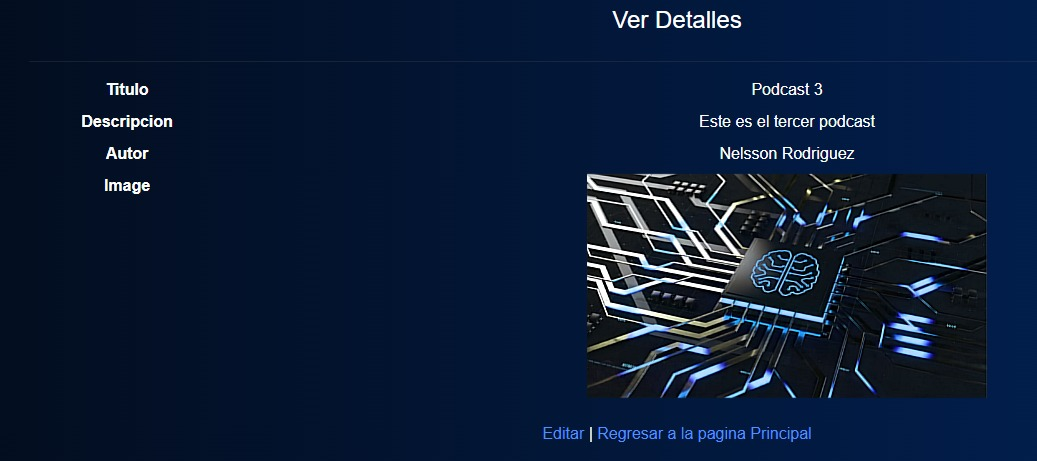 Ver Detalles
Titulo Podcast 3
Descripcion Este es el tercer podcast
Autor Nelsson Rodriguez
Image
Editar | Regresar a la pagina Principal